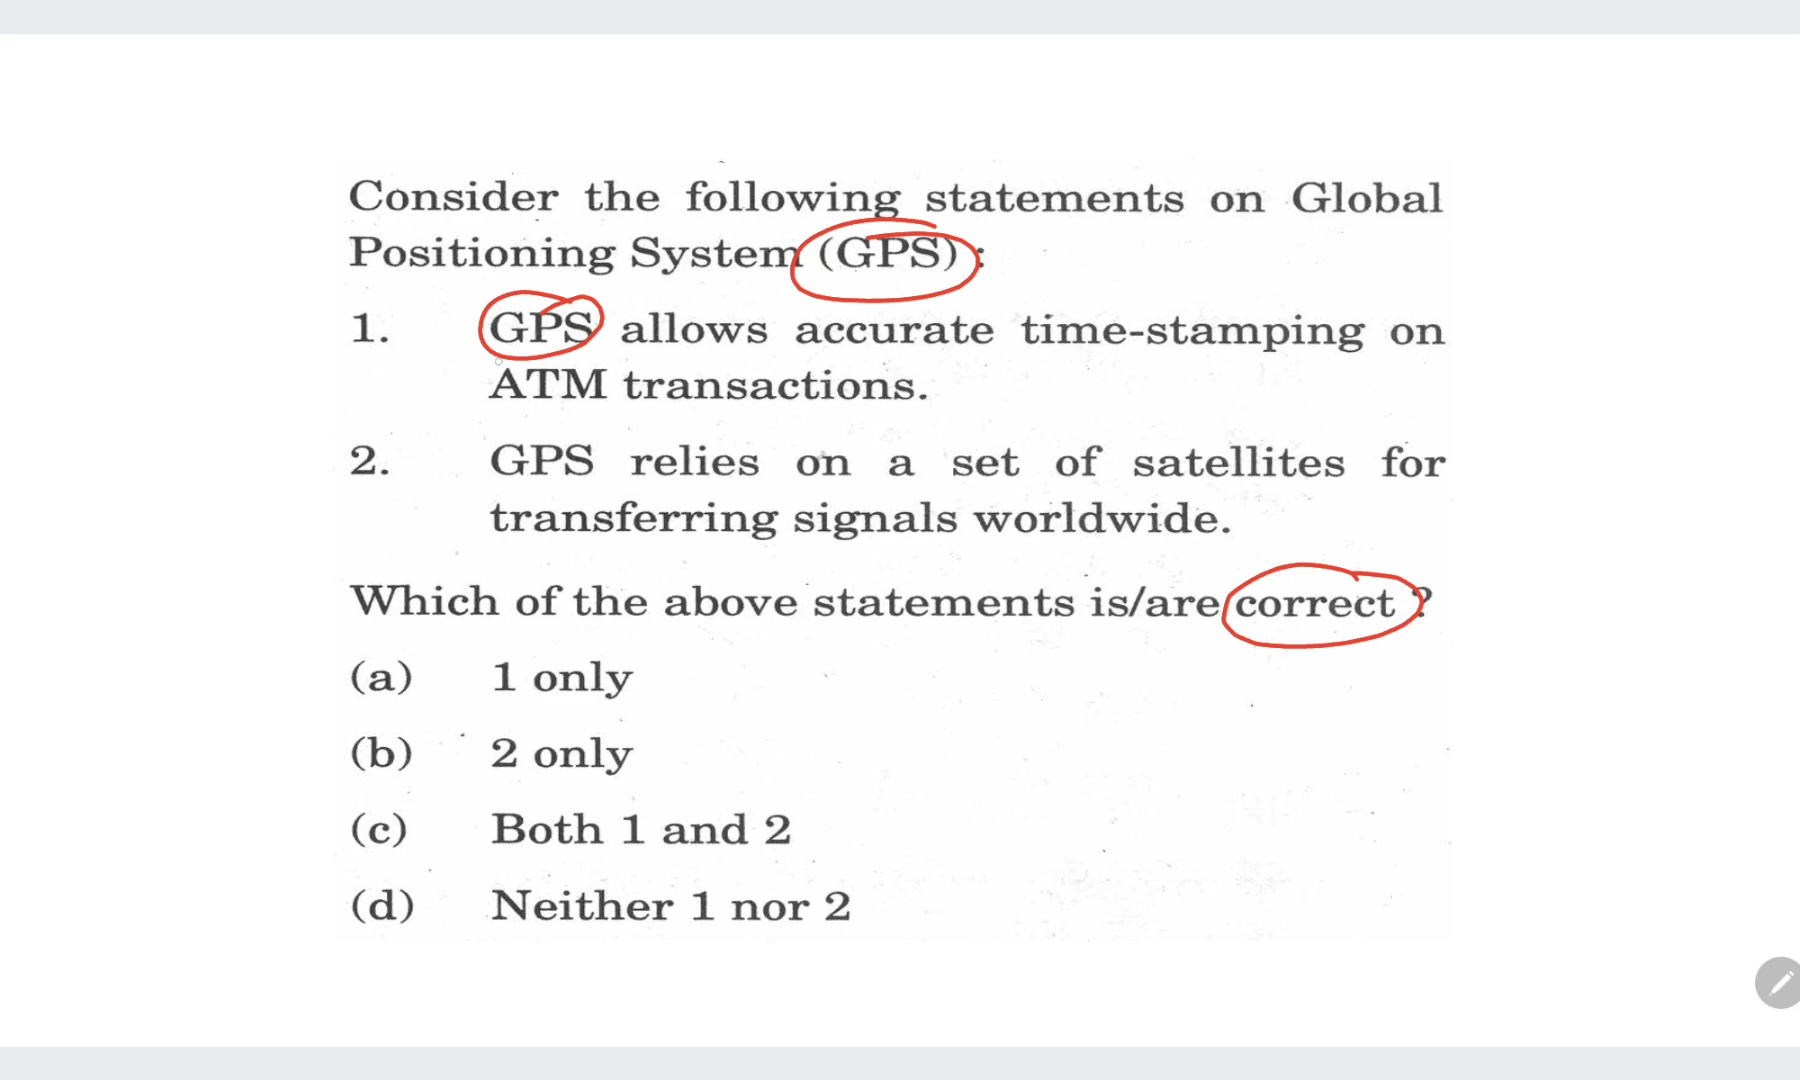 Consider the following statements on Global
Positioning System (GPS) :
1. GPS allows accurate time-stamping on
ATM transactions.
2. GPS relies on a set of satellites for
transferring signals worldwide.
Which of the above statements is/are correct ?
(a) 1 only
(b) 2 only
(c) Both 1 and 2
(d) Neither 1 nor 2